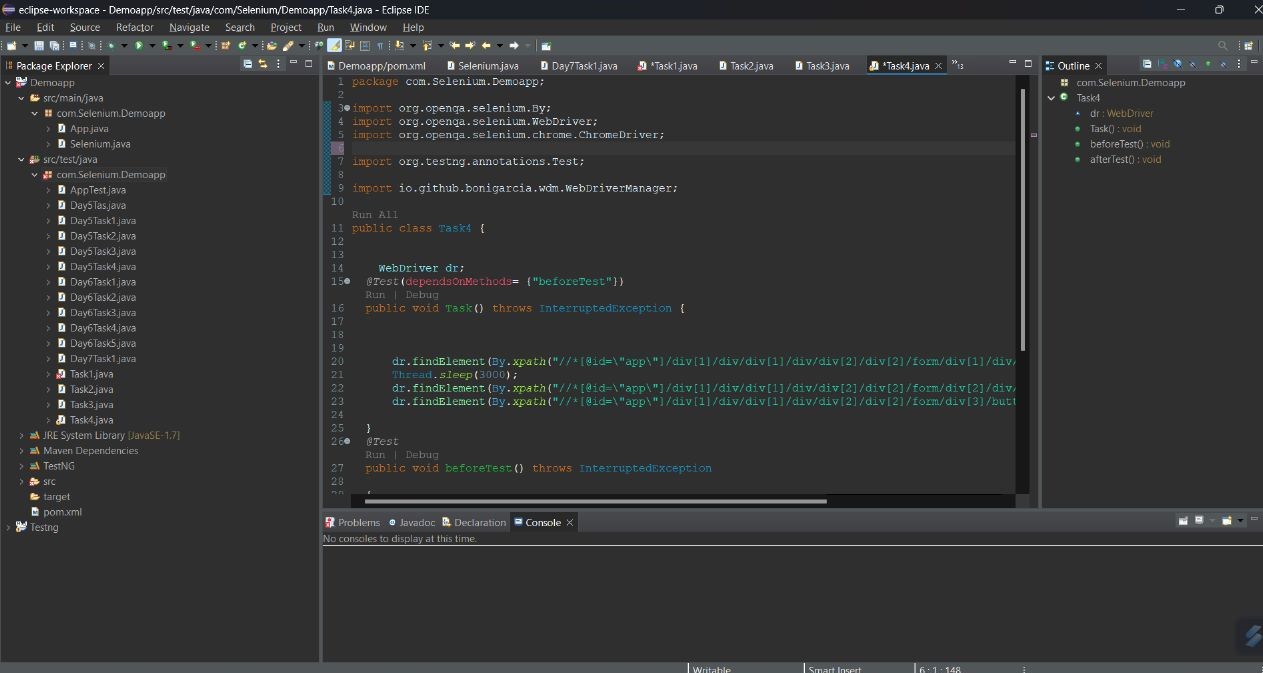 eclipse-workspace - Demoapp/src/test/java/com/Selenium/Demoapp/Task4.java - Eclipse IDE
File Edit Source Refactor Navigate Search Project Run Window Help
Package Explorer
Demoapp
src/main/java
com.Selenium.Demoapp
App.java
Selenium.java
src/test/java
com.Selenium.Demoapp
AppTest.java
Day5Tas.java
Day5Task1.java
Day5Task2.java
Day5Task3.java
Day5Task4.java
Day6Task1.java
Day6Task2.java
Day6Task3.java
Day6Task4.java
Day6Task5.java
Day7Task1.java
Task1.java
Task2.java
Task3.java
Task4.java
JRE System Library [JavaSE-1.7]
Maven Dependencies
TestNG
src
target
pom.xml
Testng
Demoapp/pom.xml Selenium.java Day7Task1.java *Task1.java Task2.java Task3.java *Task4.java »13
1 package com.Selenium.Demoapp;
2
3 import org.openqa.selenium.By;
4 import org.openqa.selenium.WebDriver;
5 import org.openqa.selenium.chrome.ChromeDriver;
6
7 import org.testng.annotations.Test;
8
9 import io.github.bonigarcia.wdm.WebDriverManager;
10
Run All
11 public class Task4 {
12
13
14 WebDriver dr;
15 @Test(dependsOnMethods= {"beforeTest"})
Run | Debug
16 public void Task() throws InterruptedException {
17
18
19
20 dr.findElement(By.xpath("//*[@id=\"app\"]/div[1]/div/div[1]/div/div[2]/div[2]/form/div[1]/div/
21 Thread.sleep(3000);
22 dr.findElement(By.xpath("//*[@id=\"app\"]/div[1]/div/div[1]/div/div[2]/div[2]/form/div[2]/div/
23 dr.findElement(By.xpath("//*[@id=\"app\"]/div[1]/div/div[1]/div/div[2]/div[2]/form/div[3]/butt
24
25 }
26 @Test
Run | Debug
27 public void beforeTest() throws InterruptedException
28
29 {
Outline
com.Selenium.Demoapp
Task4
dr : WebDriver
Task() : void
beforeTest() : void
afterTest() : void
Problems Javadoc Declaration Console
No consoles to display at this time.
Writable Smart Insert 6 : 1 : 148